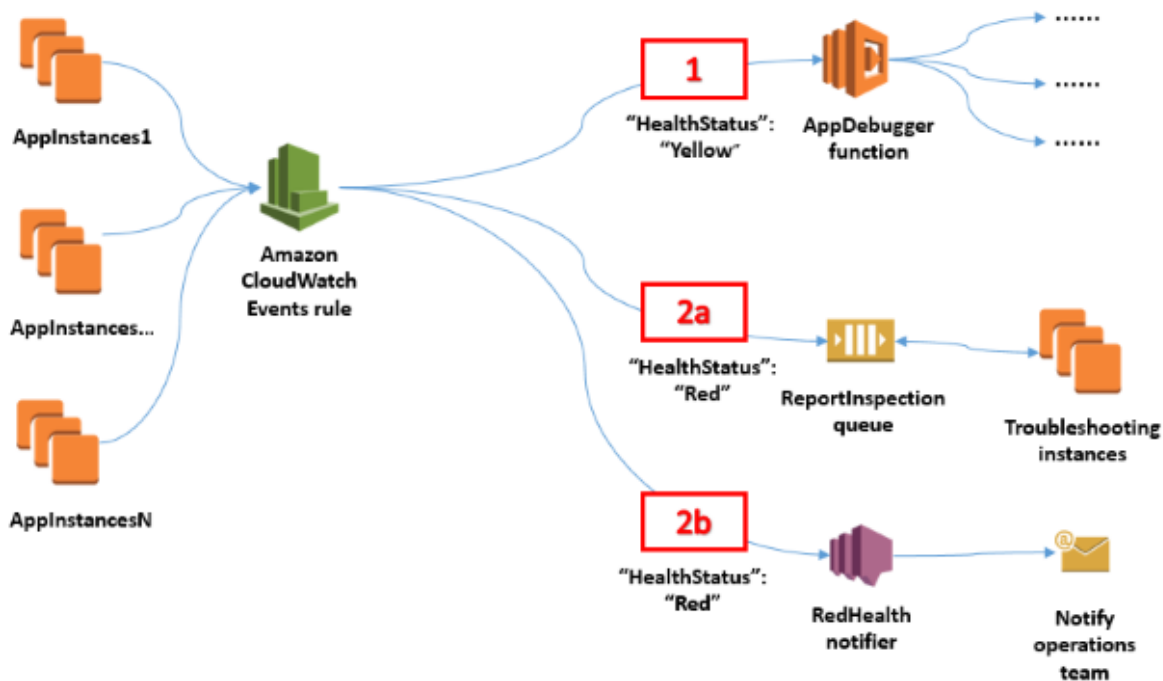 AppInstances1
AppInstances...
AppInstancesN
Amazon
CloudWatch
Events rule
1
“HealthStatus”:
“Yellow”
AppDebugger
function
......
......
......
2a
“HealthStatus”:
“Red”
ReportInspection
queue
Troubleshooting
instances
2b
“HealthStatus”:
“Red”
RedHealth
notifier
@
Notify
operations
team